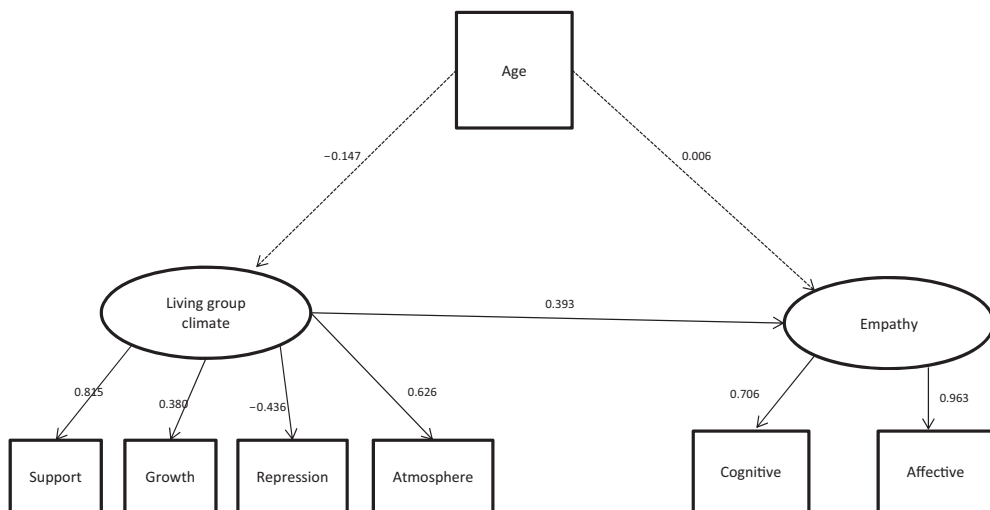 Age
−0.147
0.006
Living group
climate
0.393
Empathy
0.815
0.380
−0.436
0.626
0.706
0.963
Support
Growth
Repression
Atmosphere
Cognitive
Affective